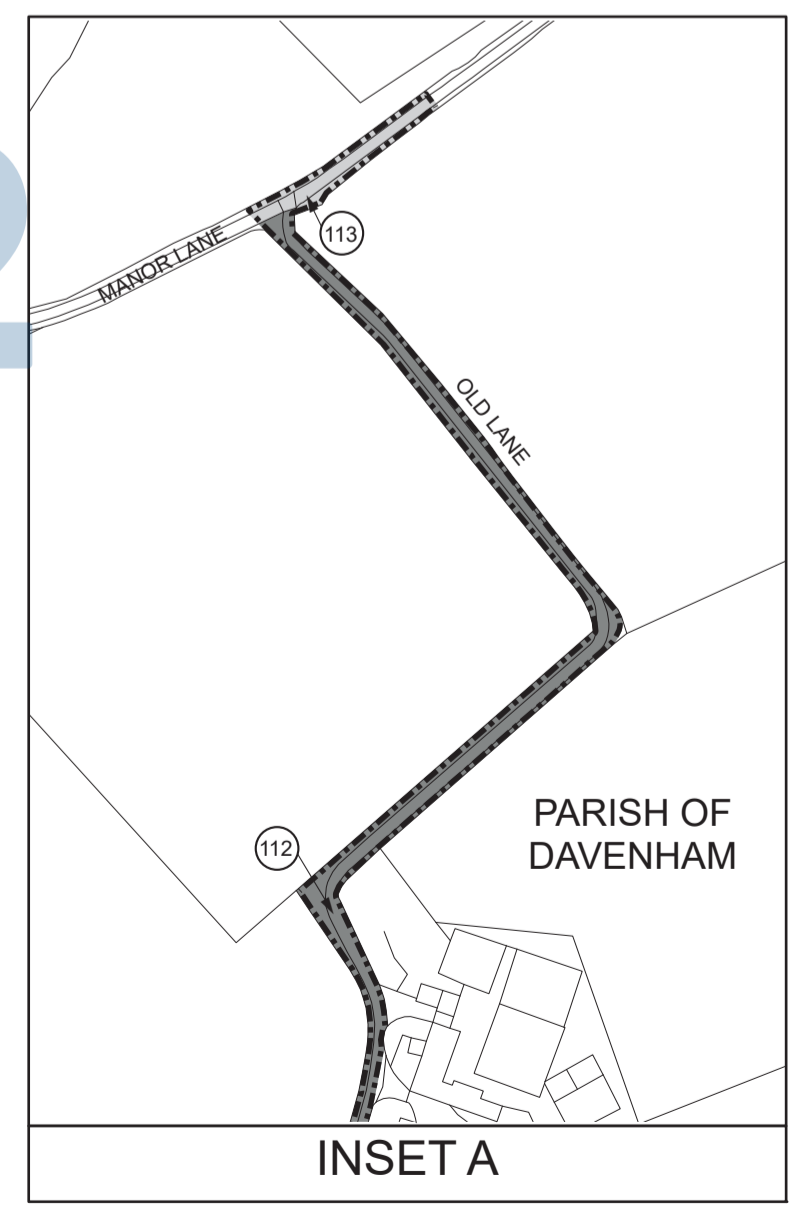 113
MANOR LANE
OLD LANE
PARISH OF
DAVENHAM
112
INSET A